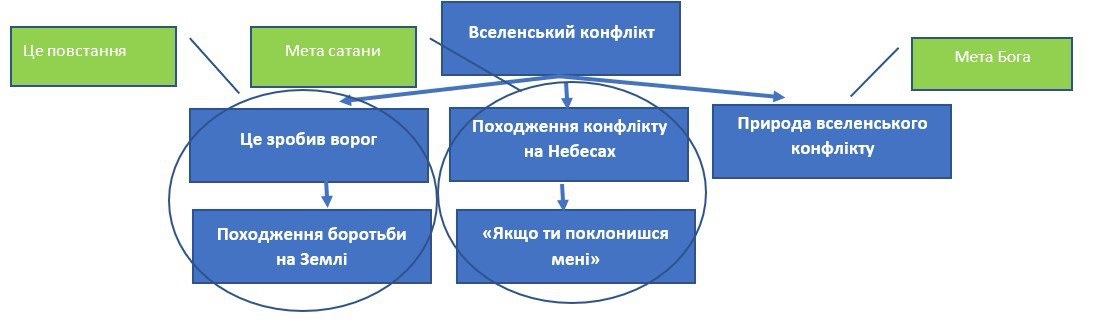 Вселенський конфлікт
Це повстання
Мета сатани
Мета Бога
Це зробив ворог
Походження конфлікту
на Небесах
Природа вселенського
конфлікту
Походження боротьби
на Землі
«Якщо ти поклонишся
мені»